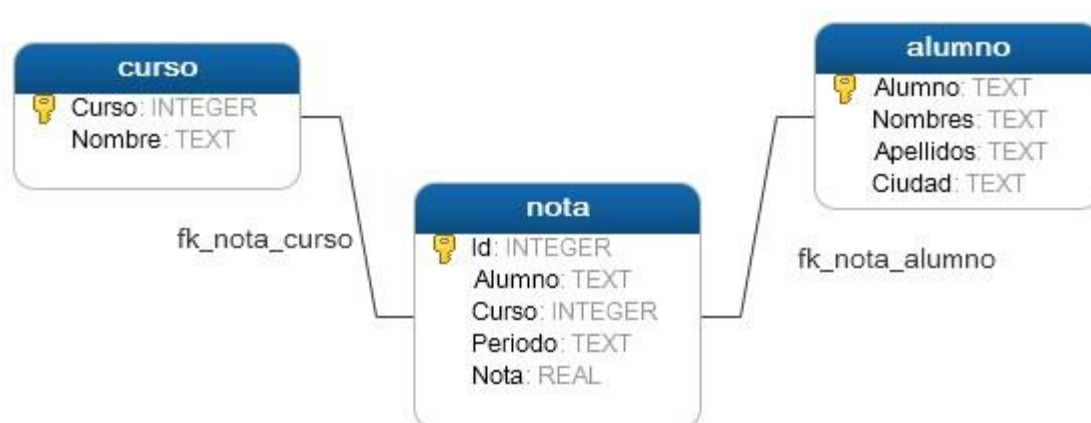 curso
Curso: INTEGER
Nombre: TEXT
fk_nota_curso
nota
Id: INTEGER
Alumno: TEXT
Curso: INTEGER
Periodo: TEXT
Nota: REAL
alumno
Alumno: TEXT
Nombres: TEXT
Apellidos: TEXT
Ciudad: TEXT
fk_nota_alumno